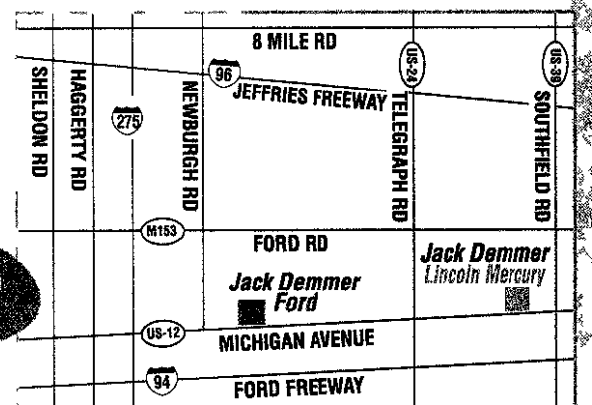 8 MILE RD
US-24
US-39
96
JEFFRIES FREEWAY
SHELDON RD
HAGGERTY RD
275
NEWBURGH RD
TELEGRAPH RD
SOUTHFIELD RD
M153
FORD RD
Jack Demmer
Ford
Jack Demmer
Lincoln Mercury
US-12
MICHIGAN AVENUE
94
FORD FREEWAY